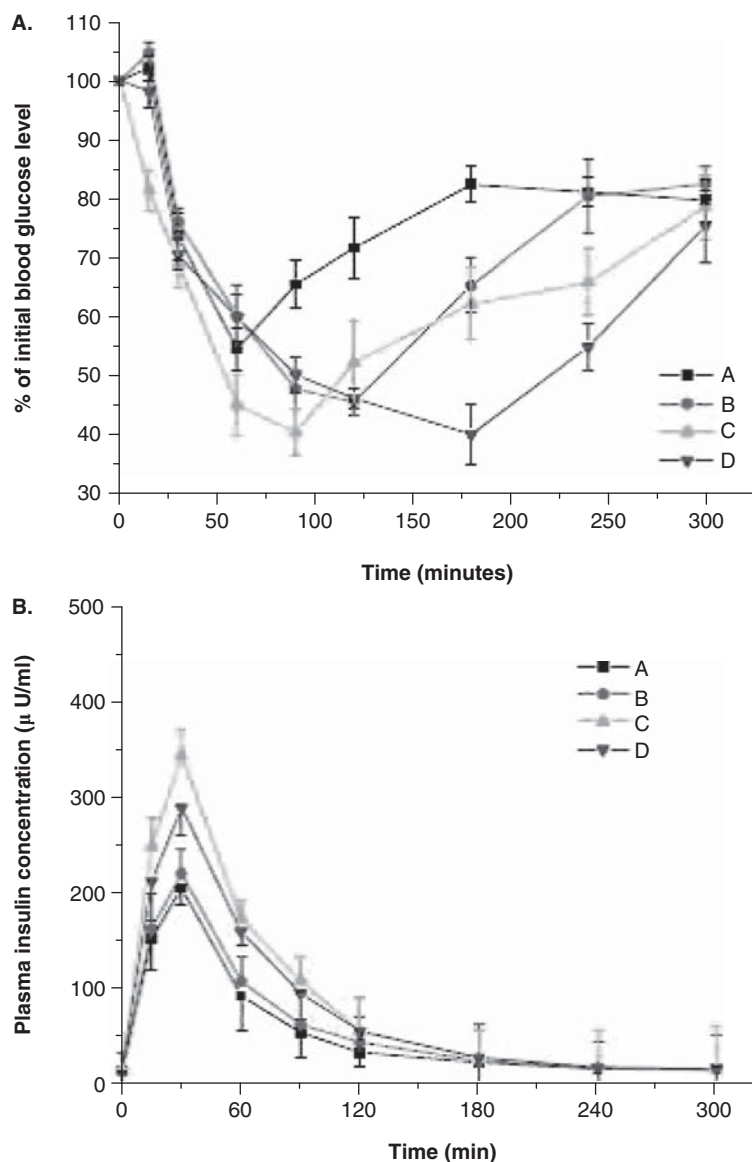 A.
110
100
90
80
70
60
50
40
30
% of initial blood glucose level
A
B
C
D
0 50 100 150 200 250 300
Time (minutes)
B.
500
400
300
200
100
0
Plasma insulin concentration (μ U/ml)
A
B
C
D
0 60 120 180 240 300
Time (min)